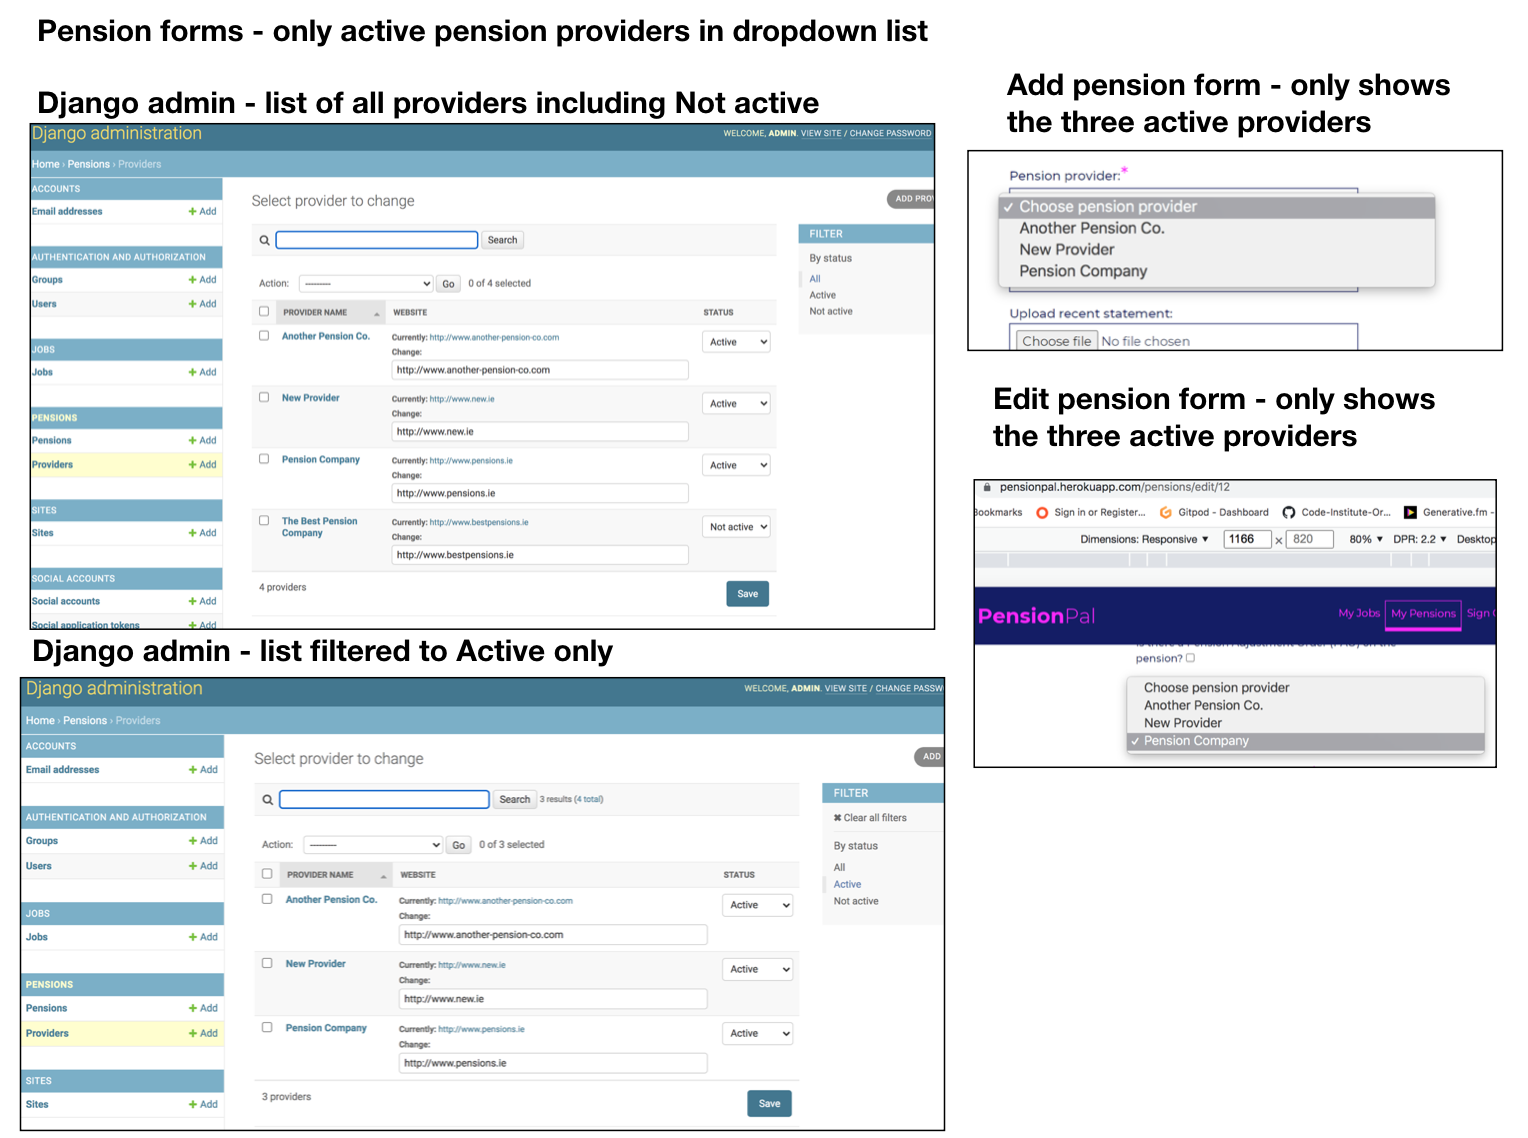 Pension forms - only active pension providers in dropdown list
Django admin - list of all providers including Not active
Django administration
WELCOME, ADMIN. VIEW SITE / CHANGE PASSWORD
Home › Pensions › Providers
ACCOUNTS
Email addresses + Add
AUTHENTICATION AND AUTHORIZATION
Groups + Add
Users + Add
JOBS
Jobs + Add
PENSIONS
Pensions + Add
Providers + Add
SITES
Sites + Add
SOCIAL ACCOUNTS
Social accounts + Add
Social application tokens + Add
Select provider to change
ADD PROV
Search
Action: --------- Go 0 of 4 selected
PROVIDER NAME WEBSITE STATUS
Another Pension Co. Currently: http://www.another-pension-co.com Active
Change:
http://www.another-pension-co.com
New Provider Currently: http://www.new.ie Active
Change:
http://www.new.ie
Pension Company Currently: http://www.pensions.ie Active
Change:
http://www.pensions.ie
The Best Pension Company Currently: http://www.bestpensions.ie Not active
Change:
http://www.bestpensions.ie
4 providers
Save
FILTER
By status
All
Active
Not active
Add pension form - only shows
the three active providers
Pension provider:*
✓ Choose pension provider
Another Pension Co.
New Provider
Pension Company
Upload recent statement:
Choose file No file chosen
Edit pension form - only shows
the three active providers
pensionpal.herokuapp.com/pensions/edit/12
Bookmarks Sign in or Register... Gitpod - Dashboard Code-Institute-Or... Generative.fm -
Dimensions: Responsive ▼ 1166 × 820 80% ▼ DPR: 2.2 ▼ Desktop
PensionPal My Jobs My Pensions Sign
Is there a Pension Adjustment Order (PAO) on the
pension?
Choose pension provider
Another Pension Co.
New Provider
✓ Pension Company
Django admin - list filtered to Active only
Django administration
WELCOME, ADMIN. VIEW SITE / CHANGE PASSW
Home › Pensions › Providers
ACCOUNTS
Email addresses + Add
AUTHENTICATION AND AUTHORIZATION
Groups + Add
Users + Add
JOBS
Jobs + Add
PENSIONS
Pensions + Add
Providers + Add
SITES
Sites + Add
Select provider to change
ADD
Search 3 results (4 total)
Action: --------- Go 0 of 3 selected
PROVIDER NAME WEBSITE STATUS
Another Pension Co. Currently: http://www.another-pension-co.com Active
Change:
http://www.another-pension-co.com
New Provider Currently: http://www.new.ie Active
Change:
http://www.new.ie
Pension Company Currently: http://www.pensions.ie Active
Change:
http://www.pensions.ie
3 providers
Save
FILTER
✖ Clear all filters
By status
All
Active
Not active